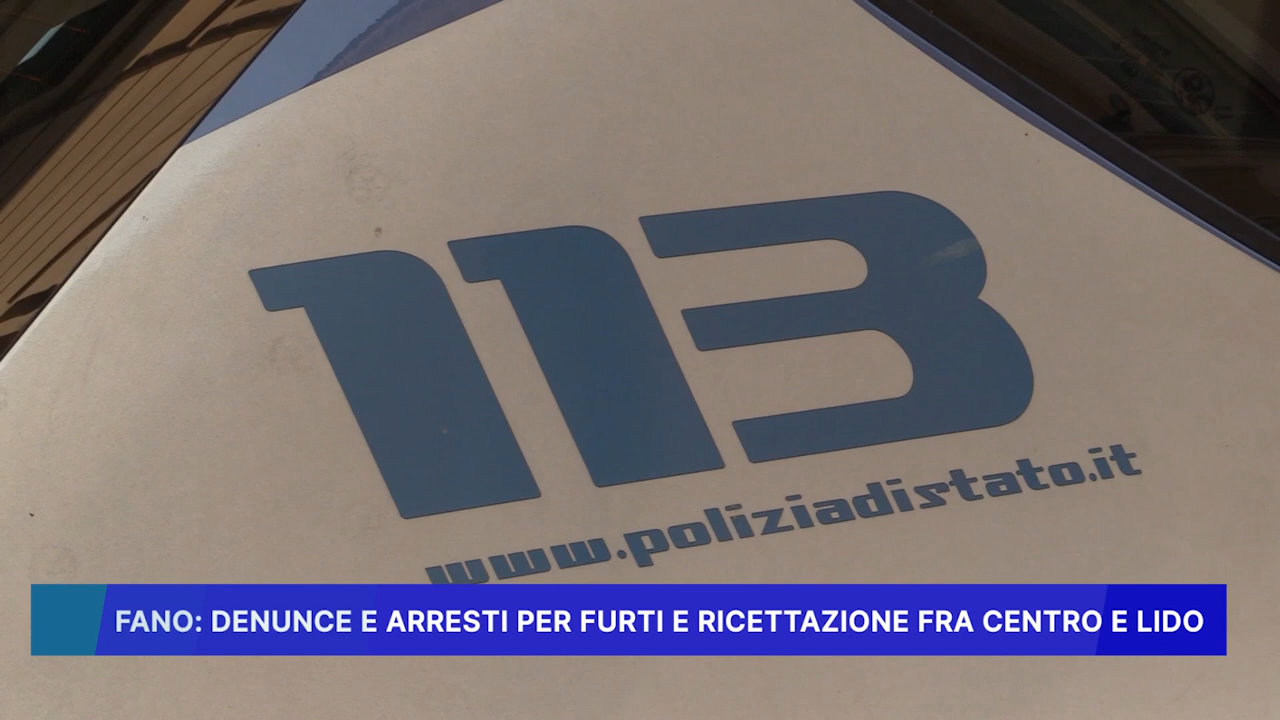 113
www.poliziadistato.it
FANO: DENUNCE E ARRESTI PER FURTI E RICETTAZIONE FRA CENTRO E LIDO